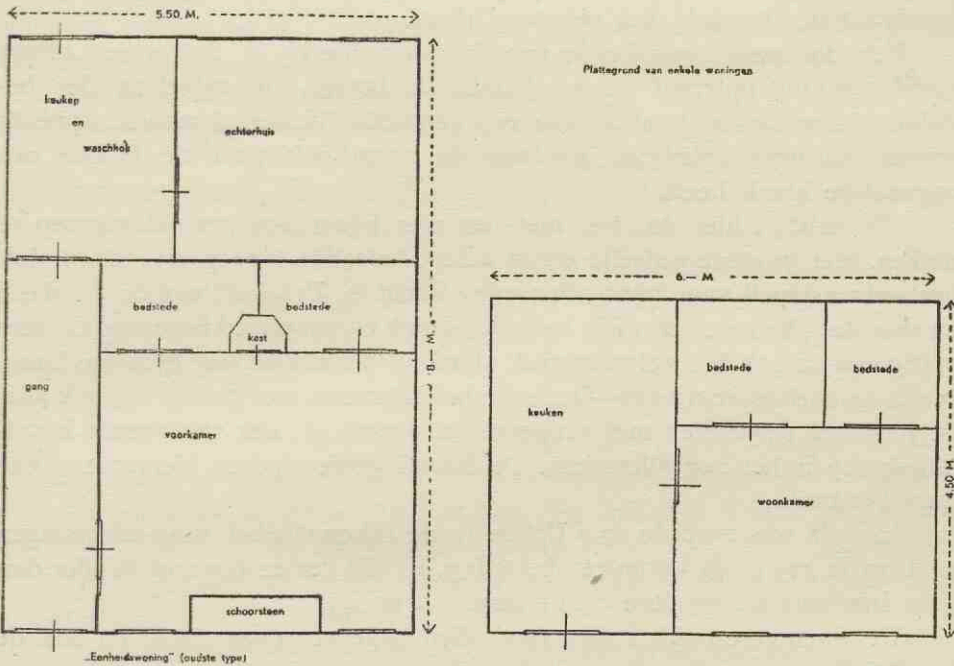 5.50 M.
keuken
en
waschhok
achterhuis
bedstede
bedstede
kast
gang
voorkamer
schoorsteen
8.— M.
„Eenheidswoning” (oudste type)
Plattegrond van enkele woningen
6.— M
keuken
bedstede
bedstede
woonkamer
4.50 M.